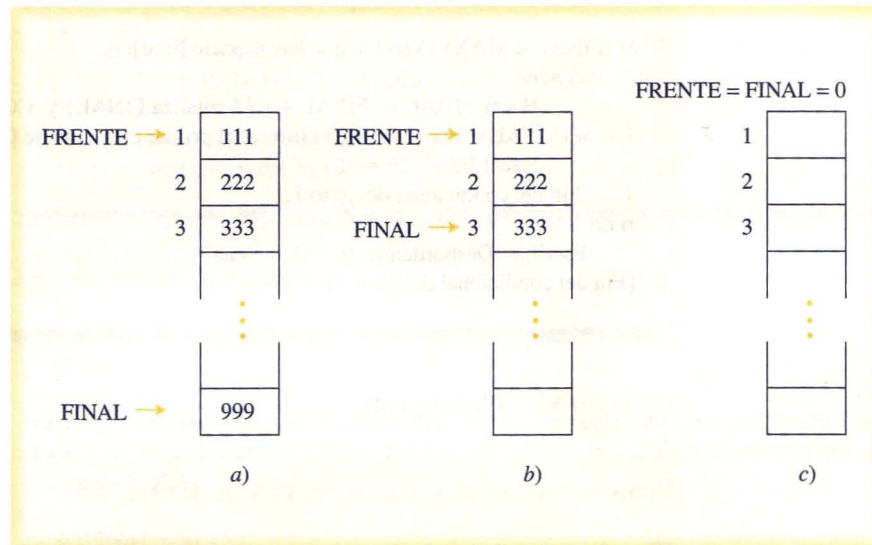 FRENTE = FINAL = 0
FRENTE → 1 111
2 222
3 333
FINAL → 999
a)
FRENTE → 1 111
2 222
FINAL → 3 333
b)
1
2
3
c)